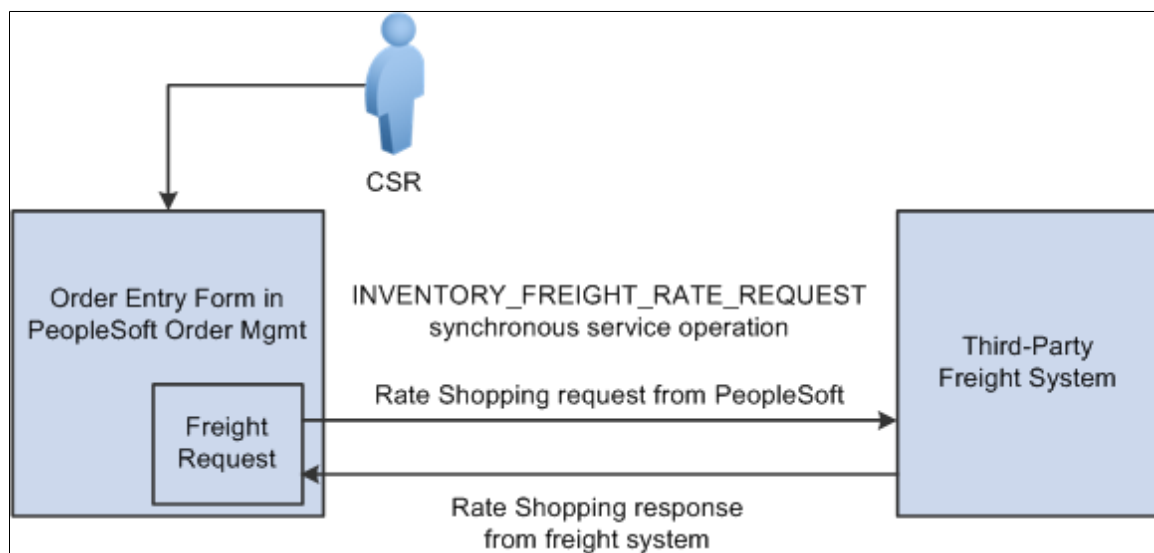 CSR
Order Entry Form in
PeopleSoft Order Mgmt
INVENTORY_FREIGHT_RATE_REQUEST
synchronous service operation
Third-Party
Freight System
Rate Shopping request from PeopleSoft
Freight
Request
Rate Shopping response
from freight system